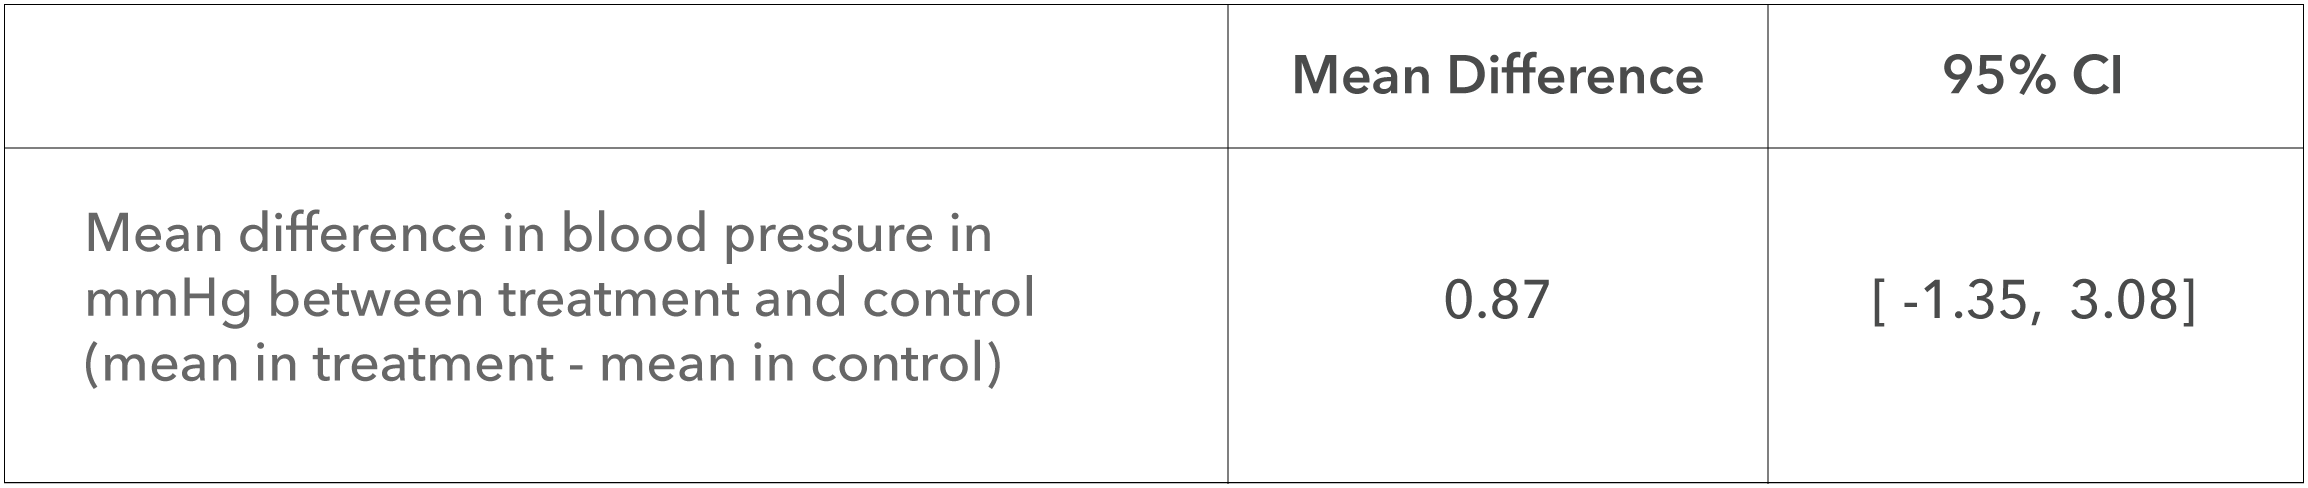 Mean Difference
95% CI
Mean difference in blood pressure in
mmHg between treatment and control
(mean in treatment - mean in control)
0.87
[ -1.35, 3.08]